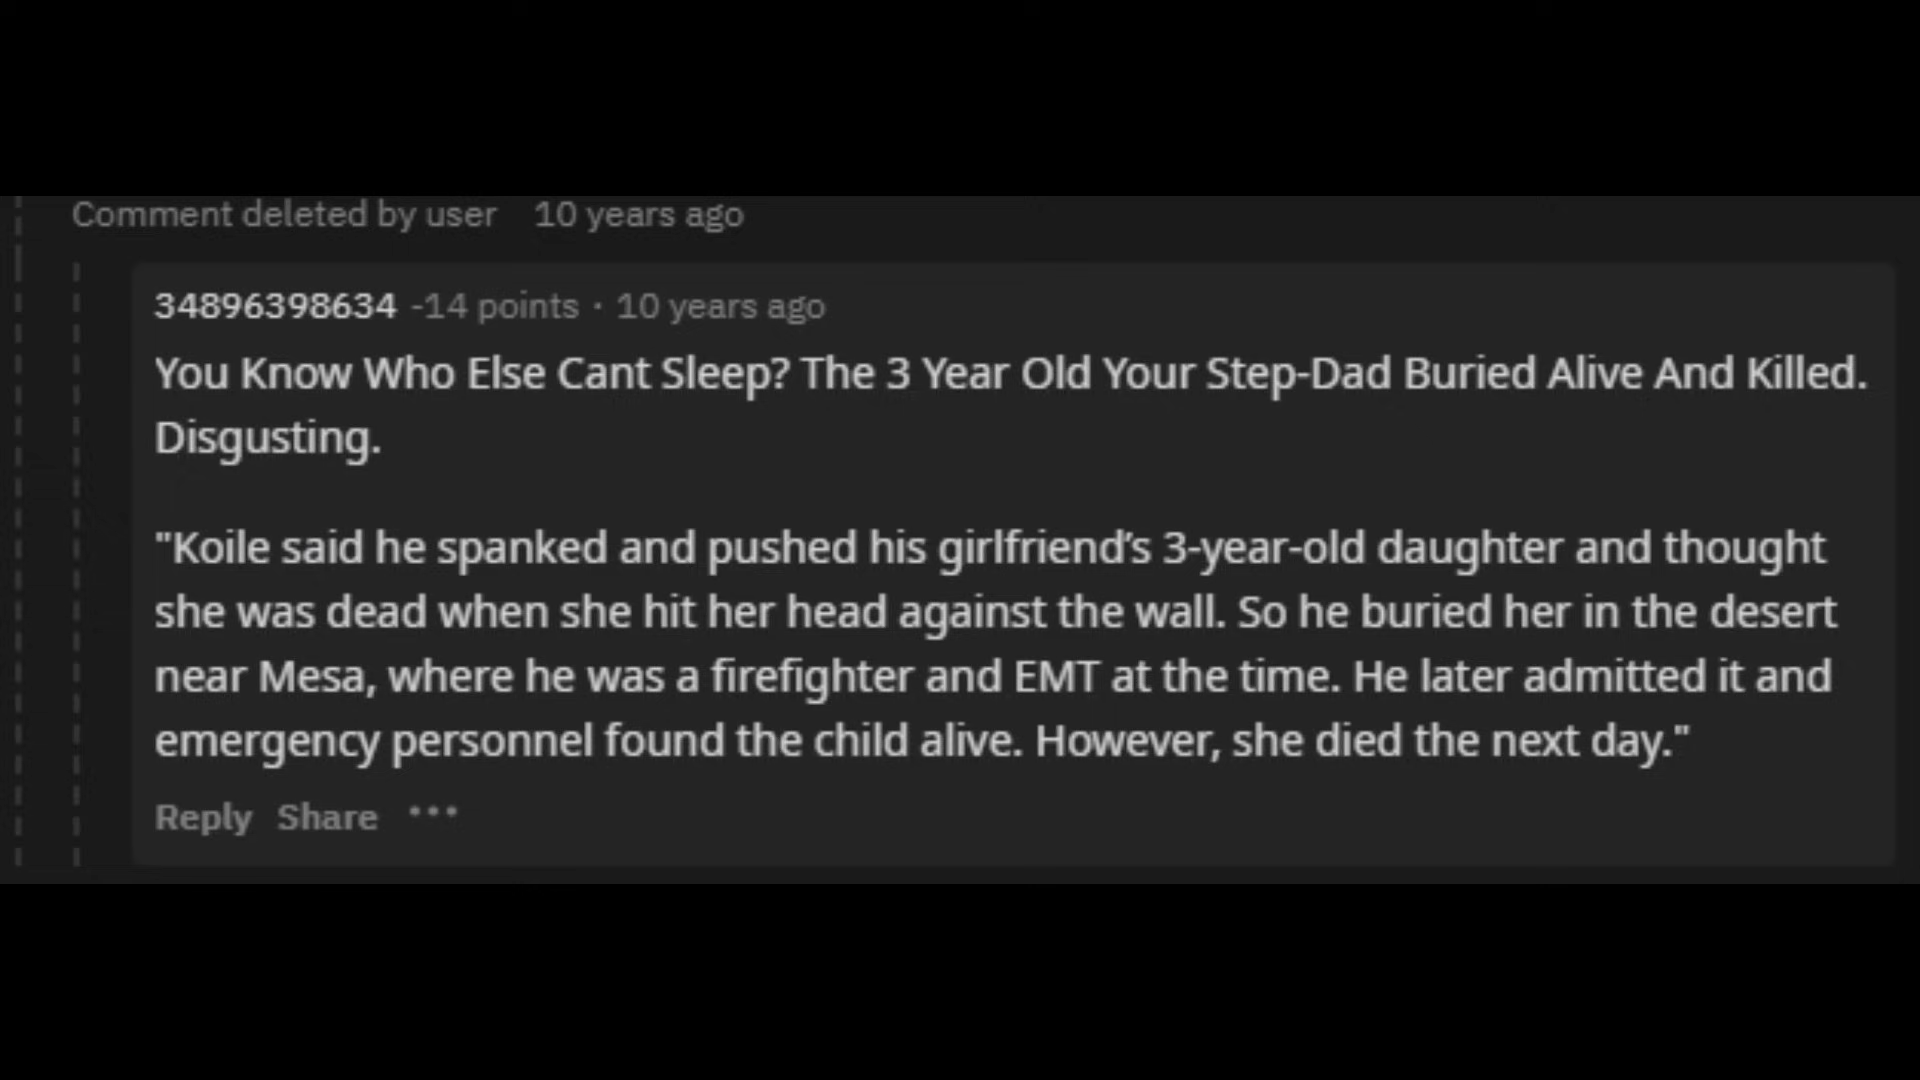 Comment deleted by user 10 years ago
34896398634 -14 points · 10 years ago
You Know Who Else Cant Sleep? The 3 Year Old Your Step-Dad Buried Alive And Killed.
Disgusting.
"Koile said he spanked and pushed his girlfriend’s 3-year-old daughter and thought
she was dead when she hit her head against the wall. So he buried her in the desert
near Mesa, where he was a firefighter and EMT at the time. He later admitted it and
emergency personnel found the child alive. However, she died the next day."
Reply Share •••